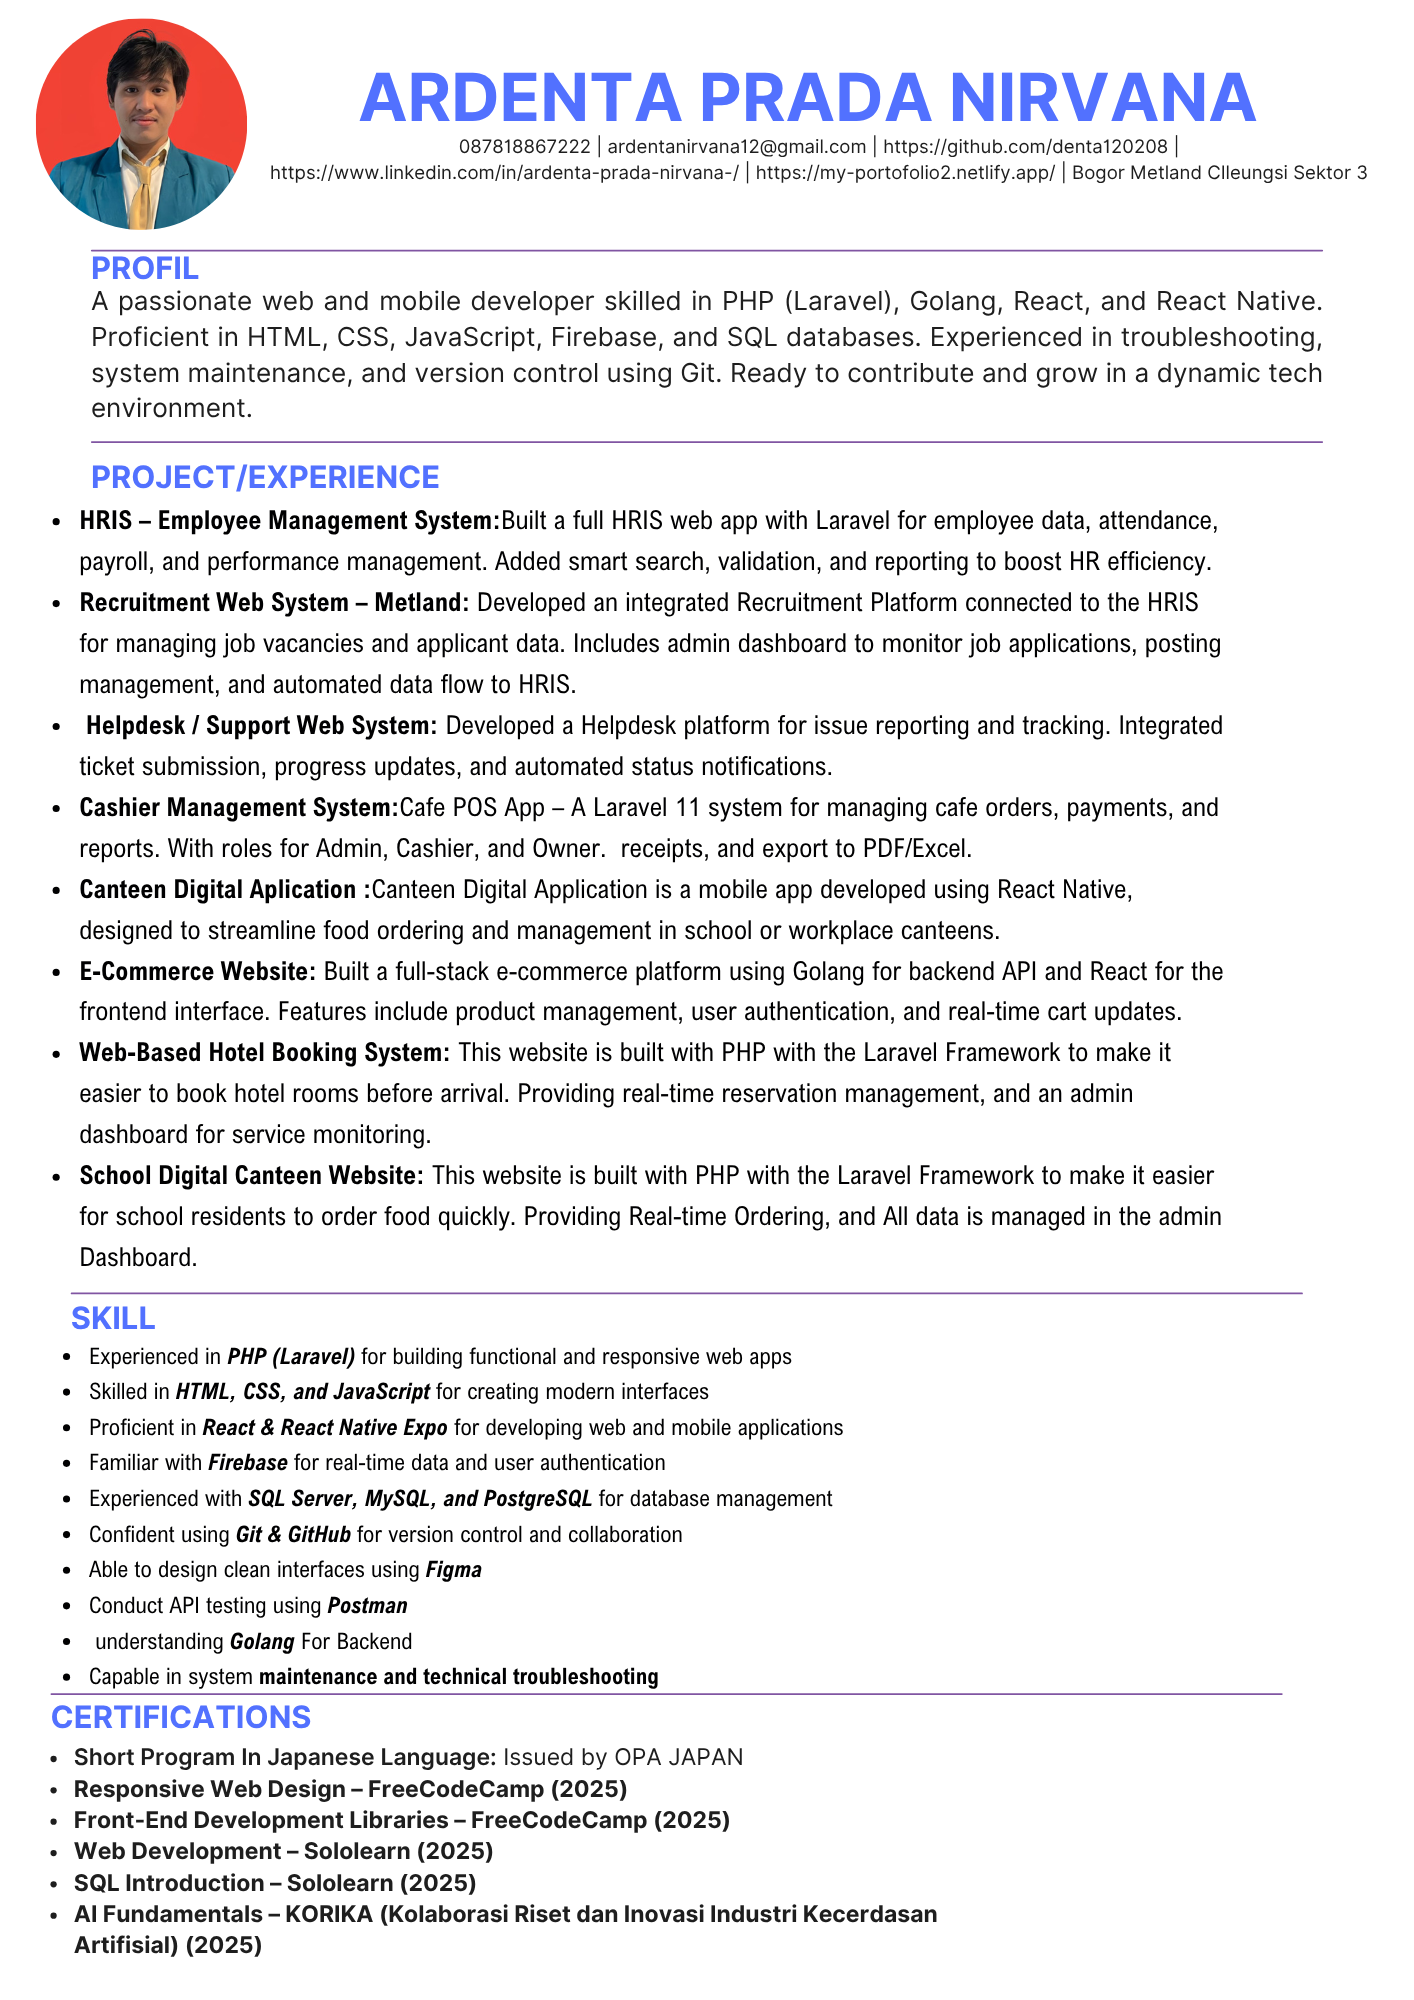 ARDENTA PRADA NIRVANA
087818867222 | ardentanirvana12@gmail.com | https://github.com/denta120208 |
https://www.linkedin.com/in/ardenta-prada-nirvana-/ | https://my-portofolio2.netlify.app/ | Bogor Metland Clleungsi Sektor 3
PROFIL
A passionate web and mobile developer skilled in PHP (Laravel), Golang, React, and React Native.
Proficient in HTML, CSS, JavaScript, Firebase, and SQL databases. Experienced in troubleshooting,
system maintenance, and version control using Git. Ready to contribute and grow in a dynamic tech
environment.
PROJECT/EXPERIENCE
• HRIS – Employee Management System:Built a full HRIS web app with Laravel for employee data, attendance,
payroll, and performance management. Added smart search, validation, and reporting to boost HR efficiency.
• Recruitment Web System – Metland: Developed an integrated Recruitment Platform connected to the HRIS
for managing job vacancies and applicant data. Includes admin dashboard to monitor job applications, posting
management, and automated data flow to HRIS.
• Helpdesk / Support Web System: Developed a Helpdesk platform for issue reporting and tracking. Integrated
ticket submission, progress updates, and automated status notifications.
• Cashier Management System:Cafe POS App – A Laravel 11 system for managing cafe orders, payments, and
reports. With roles for Admin, Cashier, and Owner.  receipts, and export to PDF/Excel.
• Canteen Digital Aplication :Canteen Digital Application is a mobile app developed using React Native,
designed to streamline food ordering and management in school or workplace canteens.
• E-Commerce Website: Built a full-stack e-commerce platform using Golang for backend API and React for the
frontend interface. Features include product management, user authentication, and real-time cart updates.
• Web-Based Hotel Booking System: This website is built with PHP with the Laravel Framework to make it
easier to book hotel rooms before arrival. Providing real-time reservation management, and an admin
dashboard for service monitoring.
• School Digital Canteen Website: This website is built with PHP with the Laravel Framework to make it easier
for school residents to order food quickly. Providing Real-time Ordering, and All data is managed in the admin
Dashboard.
SKILL
• Experienced in PHP (Laravel) for building functional and responsive web apps
• Skilled in HTML, CSS, and JavaScript for creating modern interfaces
• Proficient in React & React Native Expo for developing web and mobile applications
• Familiar with Firebase for real-time data and user authentication
• Experienced with SQL Server, MySQL, and PostgreSQL for database management
• Confident using Git & GitHub for version control and collaboration
• Able to design clean interfaces using Figma
• Conduct API testing using Postman
• understanding Golang For Backend
• Capable in system maintenance and technical troubleshooting
CERTIFICATIONS
• Short Program In Japanese Language: Issued by OPA JAPAN
• Responsive Web Design – FreeCodeCamp (2025)
• Front-End Development Libraries – FreeCodeCamp (2025)
• Web Development – Sololearn (2025)
• SQL Introduction – Sololearn (2025)
• AI Fundamentals – KORIKA (Kolaborasi Riset dan Inovasi Industri Kecerdasan
Artifisial) (2025)